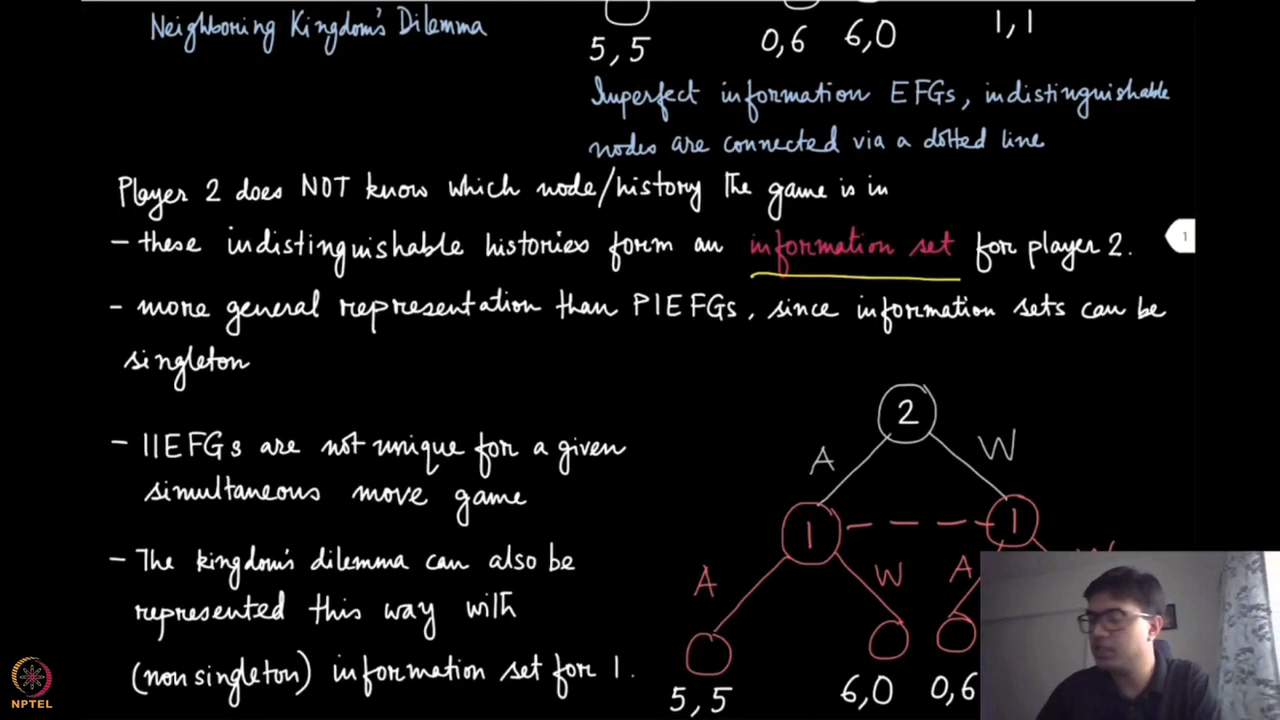 Neighboring Kingdom's Dilemma
5, 5
0, 6
6, 0
1, 1
Imperfect information EFGs, indistinguishable
nodes are connected via a dotted line
Player 2 does NOT know which node/history the game is in
- these indistinguishable histories form an information set for player 2.
1
- more general representation than PIEFGs, since information sets can be
singleton
- IIEFGs are not unique for a given
simultaneous move game
- The kingdom's dilemma can also be
represented this way with
(non singleton) information set for 1.
2
A
W
1
1
A
W
A
5, 5
6, 0
0, 6
NPTEL